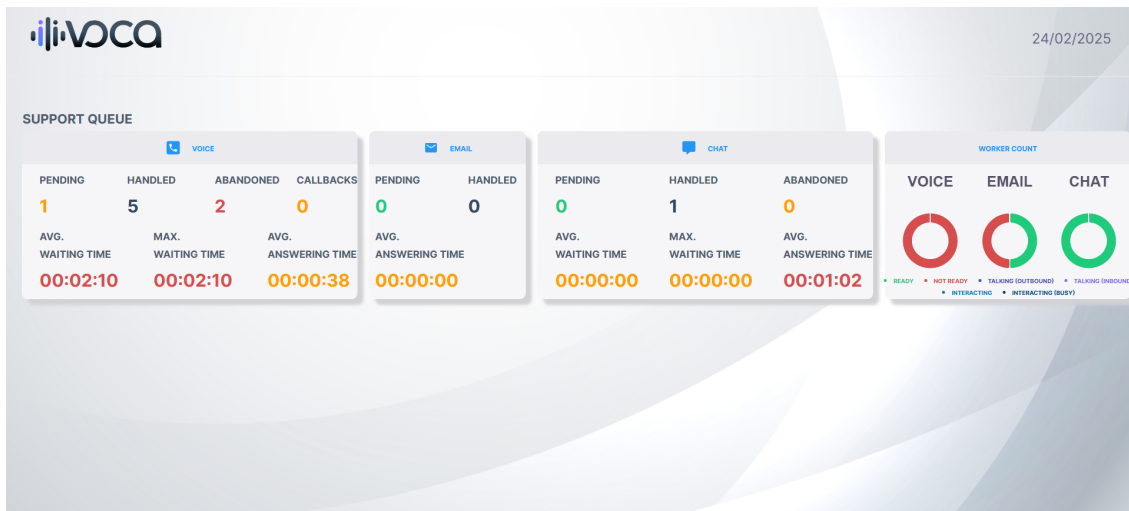 VOCA
24/02/2025
SUPPORT QUEUE
VOICE
PENDING HANDLED ABANDONED CALLBACKS
1 5 2 0
AVG. MAX. AVG.
WAITING TIME WAITING TIME ANSWERING TIME
00:02:10 00:02:10 00:00:38
EMAIL
PENDING HANDLED
0 0
AVG.
ANSWERING TIME
00:00:00
CHAT
PENDING HANDLED ABANDONED
0 1 0
AVG. MAX. AVG.
WAITING TIME WAITING TIME ANSWERING TIME
00:00:00 00:00:00 00:01:02
WORKER COUNT
VOICE EMAIL CHAT
READY NOT READY TALKING (OUTBOUND) TALKING (INBOUND
INTERACTING INTERACTING (BUSY)